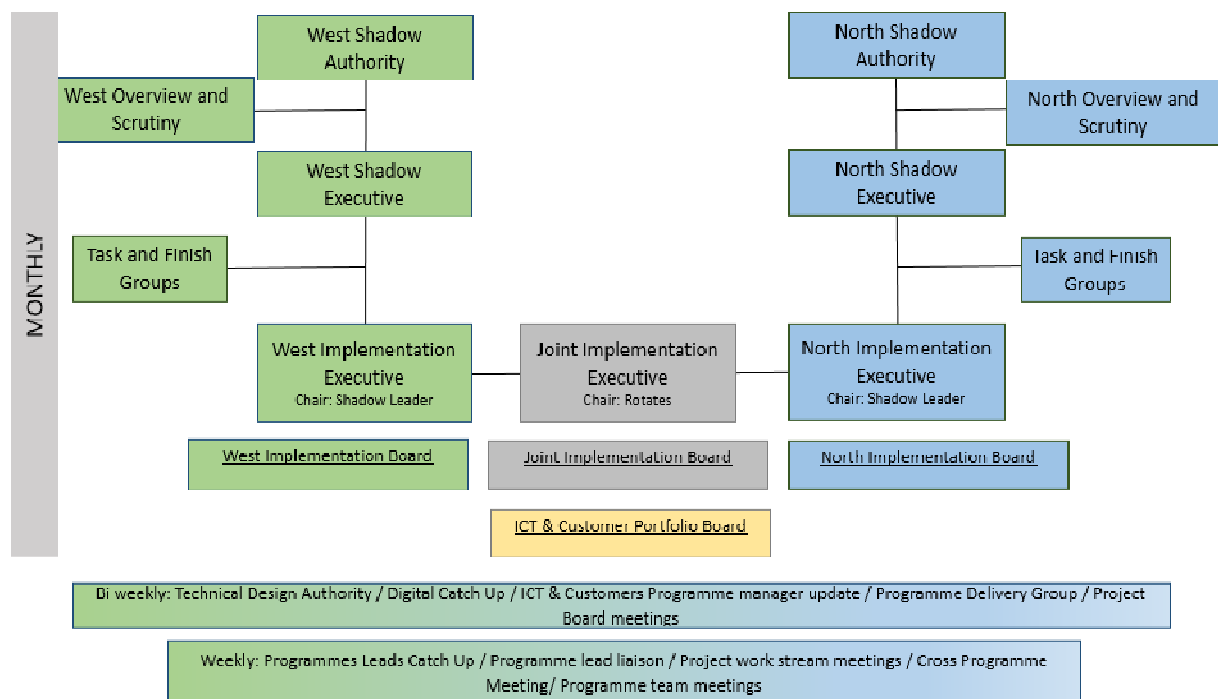 West Shadow
Authority
North Shadow
Authority
West Overview and
Scrutiny
North Overview and
Scrutiny
West Shadow
Executive
North Shadow
Executive
MONTHLY
Task and Finish
Groups
Task and Finish
Groups
West Implementation
Executive
Chair: Shadow Leader
Joint Implementation
Executive
Chair: Rotates
North Implementation
Executive
Chair: Shadow Leader
West Implementation Board
Joint Implementation Board
North Implementation Board
ICT & Customer Portfolio Board
Bi weekly: Technical Design Authority / Digital Catch Up / ICT & Customers Programme manager update / Programme Delivery Group / Project
Board meetings
Weekly: Programmes Leads Catch Up / Programme lead liaison / Project work stream meetings / Cross Programme
Meeting/ Programme team meetings